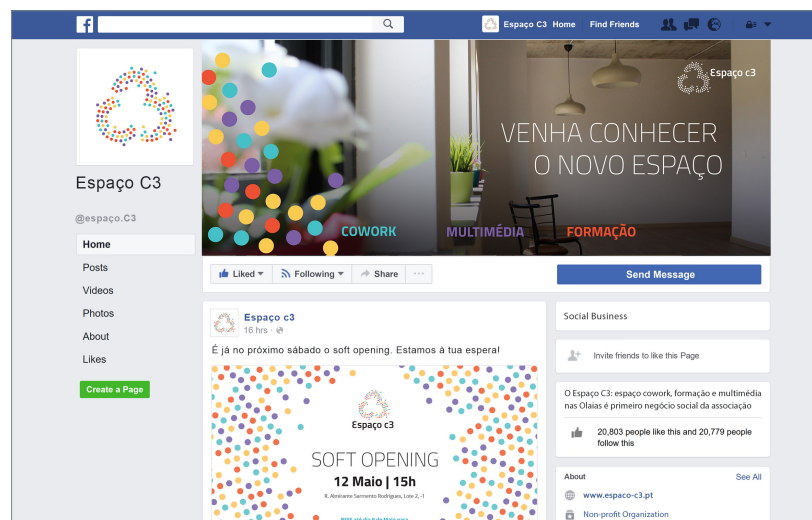 Espaço C3 Home Find Friends
Espaço c3
VENHA CONHECER
O NOVO ESPAÇO
COWORK MULTIMÉDIA FORMAÇÃO
Espaço C3
@espaço.C3
Home
Posts
Videos
Photos
About
Likes
Create a Page
Liked Following Share ...
Send Message
Espaço c3
16 hrs ·
É já no próximo sábado o soft opening. Estamos à tua espera!
Espaço c3
SOFT OPENING
12 Maio | 15h
R. Almirante Sarmento Rodrigues, Lote 2, -1
Social Business
Invite friends to like this Page
O Espaço C3: espaço cowork, formação e multimédia
nas Olaias é primeiro negócio social da associação
20,803 people like this and 20,779 people
follow this
About See All
www.espaco-c3.pt
Non-profit Organization